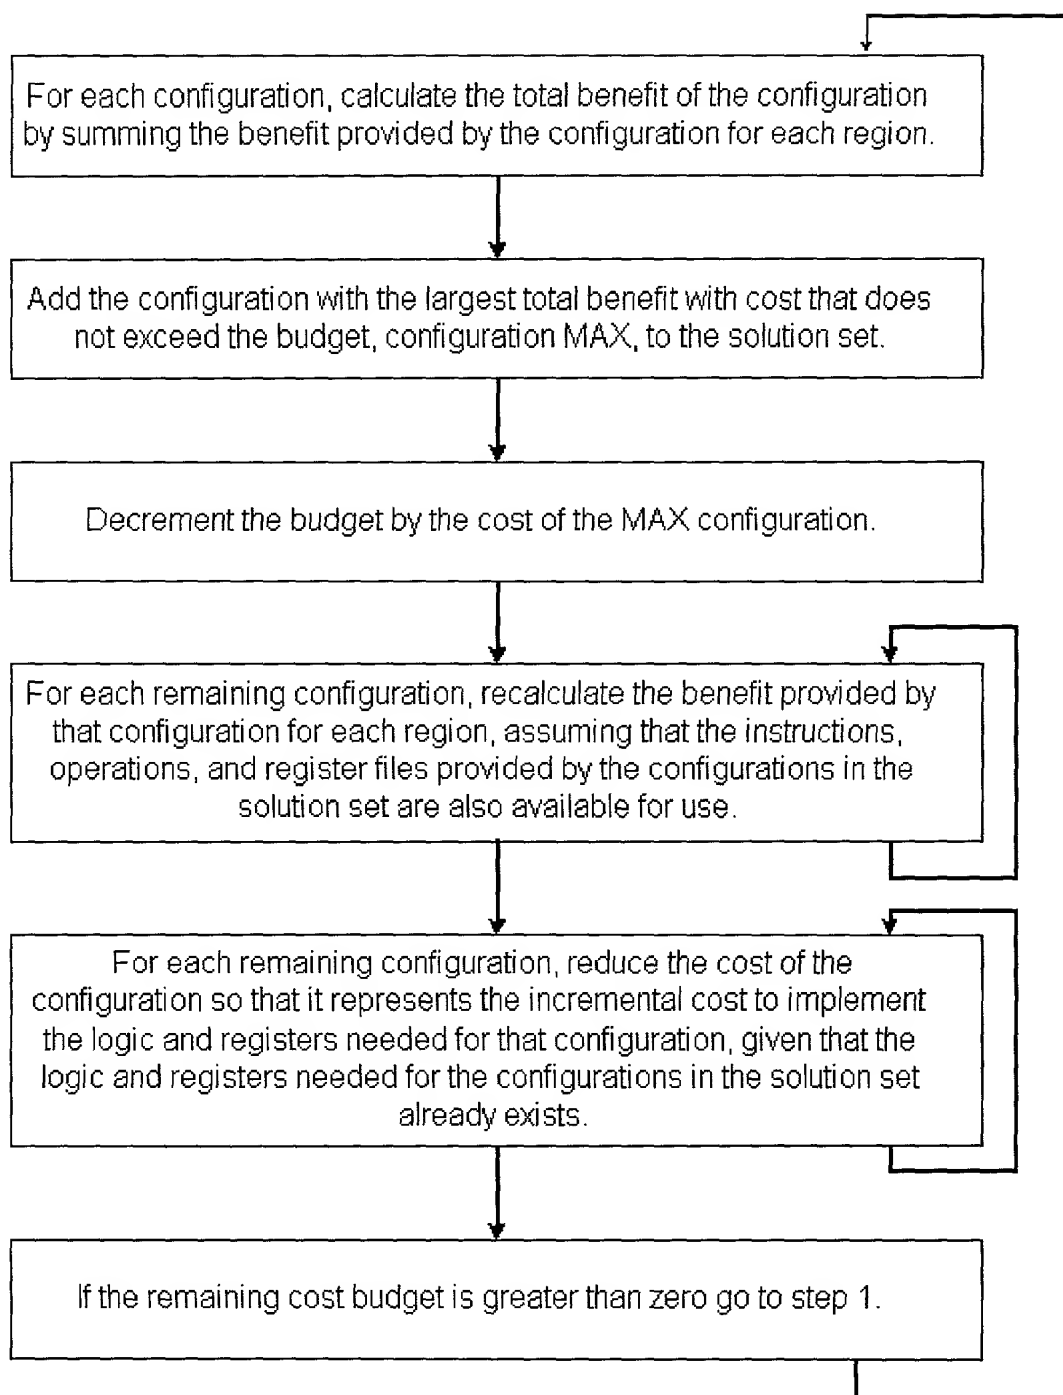 For each configuration, calculate the total benefit of the configuration
by summing the benefit provided by the configuration for each region.
Add the configuration with the largest total benefit with cost that does
not exceed the budget, configuration MAX, to the solution set.
Decrement the budget by the cost of the MAX configuration.
For each remaining configuration, recalculate the benefit provided by
that configuration for each region, assuming that the instructions,
operations, and register files provided by the configurations in the
solution set are also available for use.
For each remaining configuration, reduce the cost of the
configuration so that it represents the incremental cost to implement
the logic and registers needed for that configuration, given that the
logic and registers needed for the configurations in the solution set
already exists.
If the remaining cost budget is greater than zero go to step 1.